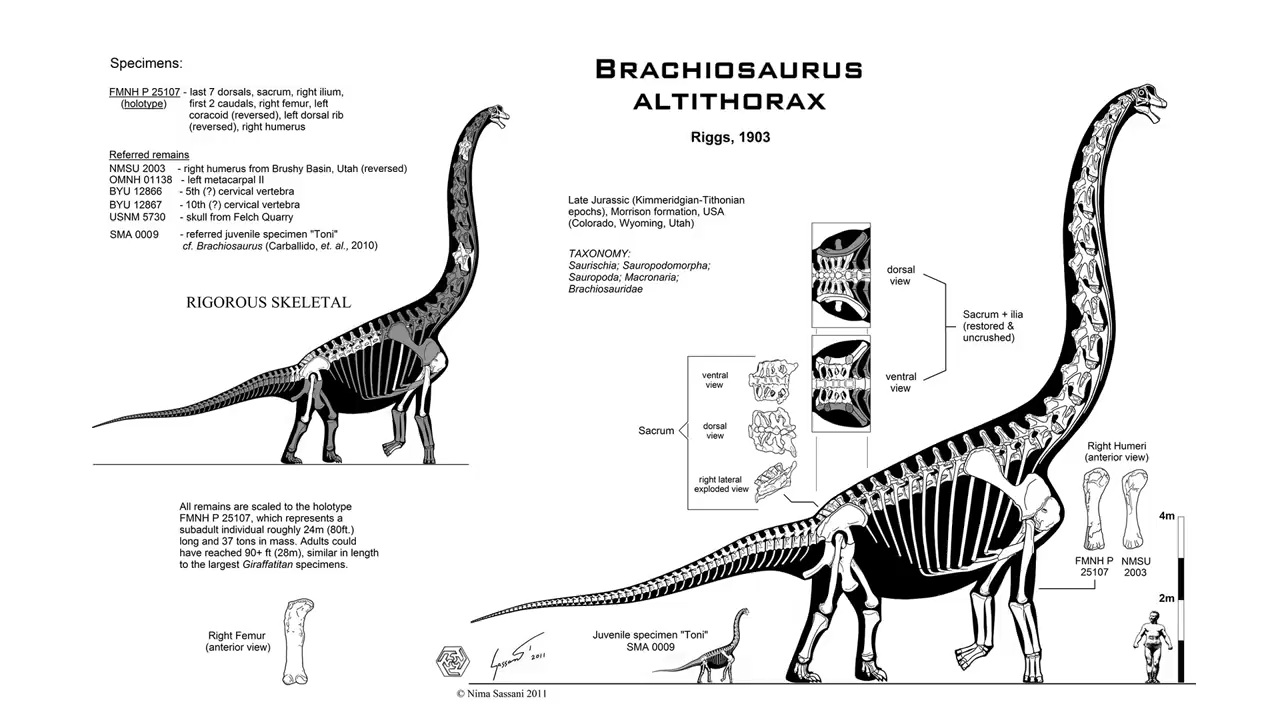 Specimens:
FMNH P 25107 - last 7 dorsals, sacrum, right ilium,
(holotype) first 2 caudals, right femur, left
coracoid (reversed), left dorsal rib
(reversed), right humerus
Referred remains
NMSU 2003 - right humerus from Brushy Basin, Utah (reversed)
OMNH 01138 - left metacarpal II
BYU 12866 - 5th (?) cervical vertebra
BYU 12867 - 10th (?) cervical vertebra
USNM 5730 - skull from Felch Quarry
SMA 0009 - referred juvenile specimen "Toni"
cf. Brachiosaurus (Carballido, et. al., 2010)
RIGOROUS SKELETAL
All remains are scaled to the holotype
FMNH P 25107, which represents a
subadult individual roughly 24m (80ft.)
long and 37 tons in mass. Adults could
have reached 90+ ft (28m), similar in length
to the largest Giraffatitan specimens.
Right Femur
(anterior view)
BRACHIOSAURUS
ALTITHORAX
Riggs, 1903
Late Jurassic (Kimmeridgian-Tithonian
epochs), Morrison formation, USA
(Colorado, Wyoming, Utah)
TAXONOMY:
Saurischia; Sauropodomorpha;
Sauropoda; Macronaria;
Brachiosauridae
dorsal
view
Sacrum + ilia
(restored &
uncrushed)
ventral
view
Sacrum
ventral
view
dorsal
view
right lateral
exploded view
Right Humeri
(anterior view)
FMNH P
25107
NMSU
2003
4m
2m
Juvenile specimen "Toni"
SMA 0009
Sassani 2011
© Nima Sassani 2011